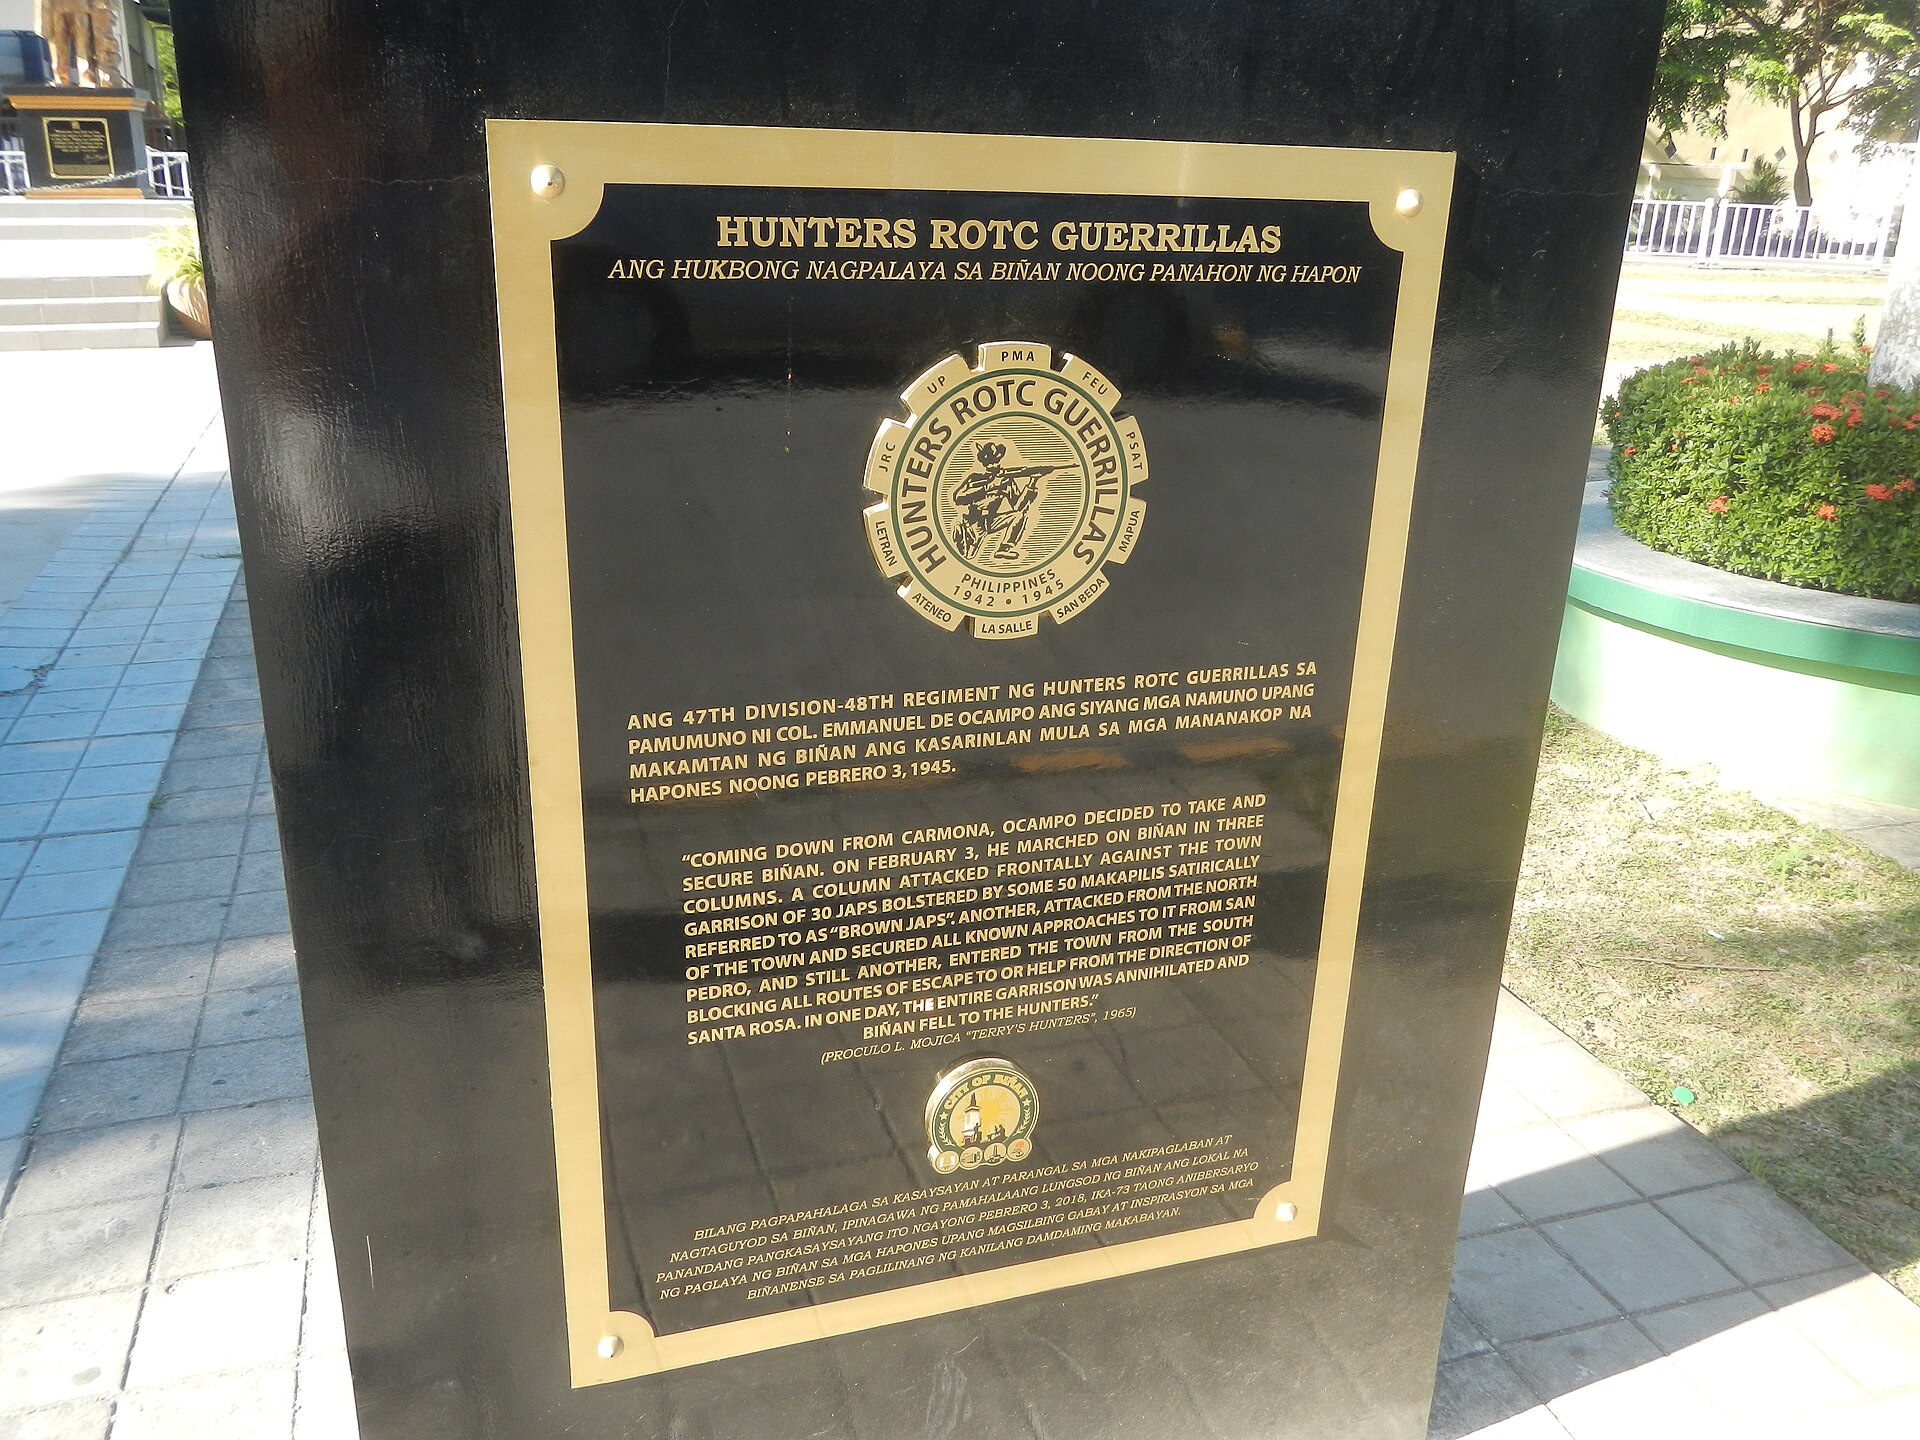 HUNTERS ROTC GUERRILLAS
ANG HUKBONG NAGPALAYA SA BIÑAN NOONG PANAHON NG HAPON
PMA
FEU
PSAT
MAPUA
SAN BEDA
LA SALLE
ATENEO
LETRAN
JRC
UP
HUNTERS ROTC GUERRILLAS
PHILIPPINES
1942 • 1945
ANG 47TH DIVISION-48TH REGIMENT NG HUNTERS ROTC GUERRILLAS SA
PAMUMUNO NI COL. EMMANUEL DE OCAMPO ANG SIYANG MGA NAMUNO UPANG
MAKAMTAN NG BIÑAN ANG KASARINLAN MULA SA MGA MANANAKOP NA
HAPONES NOONG PEBRERO 3, 1945.
“COMING DOWN FROM CARMONA, OCAMPO DECIDED TO TAKE AND
SECURE BIÑAN. ON FEBRUARY 3, HE MARCHED ON BIÑAN IN THREE
COLUMNS. A COLUMN ATTACKED FRONTALLY AGAINST THE TOWN
GARRISON OF 30 JAPS BOLSTERED BY SOME 50 MAKAPILIS SATIRICALLY
REFERRED TO AS “BROWN JAPS”. ANOTHER, ATTACKED FROM THE NORTH
OF THE TOWN AND SECURED ALL KNOWN APPROACHES TO IT FROM SAN
PEDRO, AND STILL ANOTHER, ENTERED THE TOWN FROM THE SOUTH
BLOCKING ALL ROUTES OF ESCAPE TO OR HELP FROM THE DIRECTION OF
SANTA ROSA. IN ONE DAY, THE ENTIRE GARRISON WAS ANNIHILATED AND
BIÑAN FELL TO THE HUNTERS.”
(PROCULO L. MOJICA “TERRY'S HUNTERS”, 1965)
CITY OF BIÑAN
BILANG PAGPAPAHALAGA SA KASAYSAYAN AT PARANGAL SA MGA NAKIPAGLABAN AT
NAGTAGUYOD SA BIÑAN, IPINAGAWA NG PAMAHALAANG LUNGSOD NG BIÑAN ANG LOKAL NA
PANANDANG PANGKASAYSAYANG ITO NGAYONG PEBRERO 3, 2018, IKA-73 TAONG ANIBERSARYO
NG PAGLAYA NG BIÑAN SA MGA HAPONES UPANG MAGSILBING GABAY AT INSPIRASYON SA MGA
BIÑANENSE SA PAGLILINANG NG KANILANG DAMDAMING MAKABAYAN.